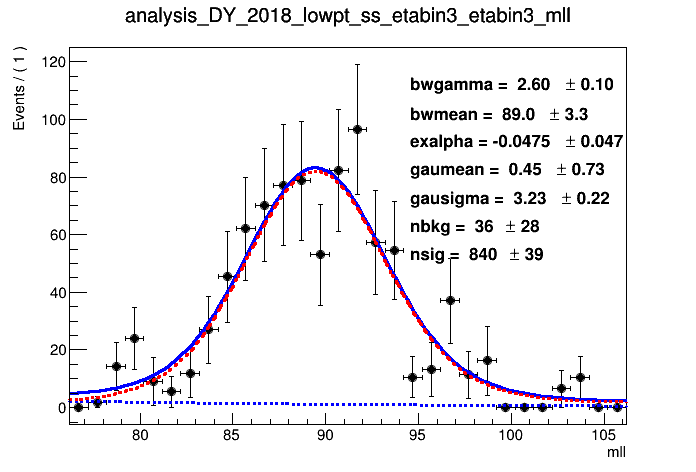 analysis_DY_2018_lowpt_ss_etabin3_etabin3_mll
Events / ( 1 )
120
100
80
60
40
20
0
bwgamma = 2.60 ± 0.10
bwmean = 89.0 ± 3.3
exalpha = -0.0475 ± 0.047
gaumean = 0.45 ± 0.73
gausigma = 3.23 ± 0.22
nbkg = 36 ± 28
nsig = 840 ± 39
80 85 90 95 100 105
mll